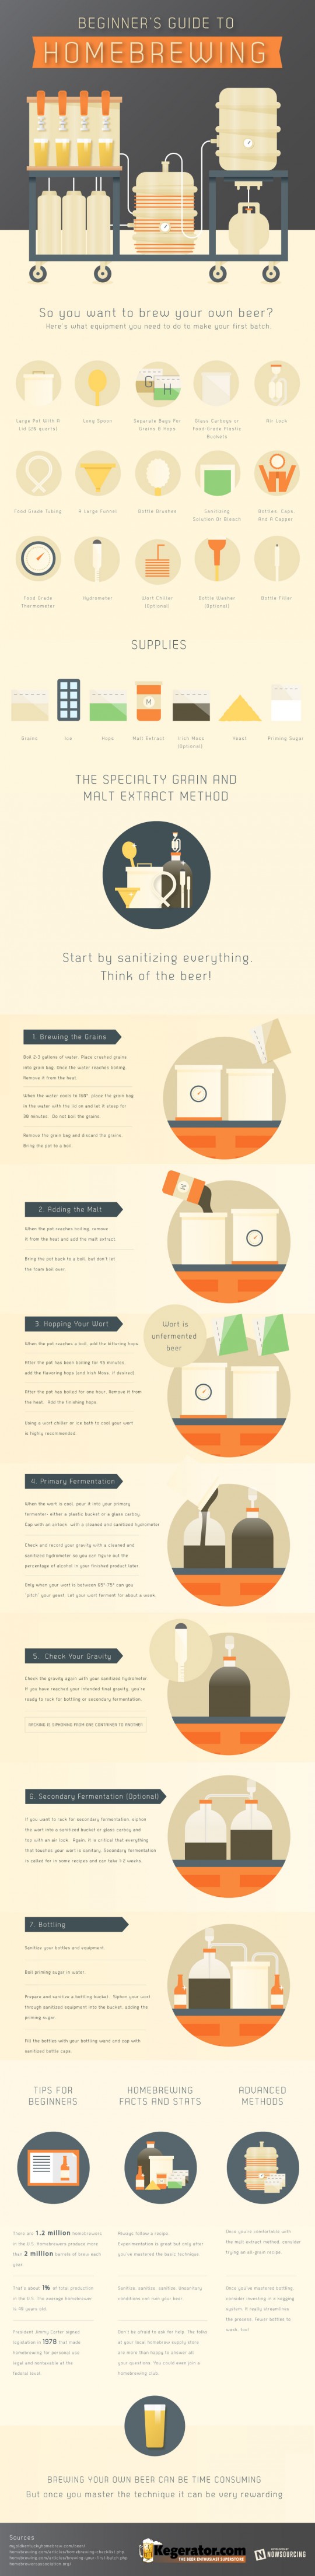 BEGINNER'S GUIDE TO
HOMEBREWING
So you want to brew your own beer?
Here's what equipment you need to do to make your first batch.
Large Pot With A
Lid (28 quarts)
Long Spoon
G
H
Separate Bags For
Grains & Hops
Glass Carboys or
Food-Grade Plastic
Buckets
Air Lock
Food Grade Tubing
A Large Funnel
Bottle Brushes
Sanitizing
Solution Or Bleach
Bottles, Caps
And A Capper
Food Grade
Thermometer
Hydrometer
Wort Chiller
(Optional)
Bottle Washer
(Optional)
Bottle Filler
SUPPLIES
M
Grains
Ice
Hops
Malt Extract
Irish Moss
(Optional)
Yeast
Priming Sugar
THE SPECIALTY GRAIN AND
MALT EXTRACT METHOD
Start by sanitizing everything.
Think of the beer!
1. Brewing the Grains
Boil 2-3 gallons of water. Place crushed grains
into grain bag. Once the water reaches boiling,
Remove it from the heat.
When the water cools to 168°, place the grain bag
in the water with the lid on and let it steep for
30 minutes. Do not boil the grains.
Remove the grain bag and discard the grains.
Bring the pot to a boil.
2. Adding the Malt
M
When the pot reaches boiling, remove
it from the heat and add the malt extract.
Bring the pot back to a boil, but don't let
the foam boil over.
3. Hopping Your Wort
Wort is
unfermented
beer
When the pot reaches a boil, add the bittering hops.
After the pot has been boiling for 45 minutes,
add the flavoring hops (and Irish Moss, if desired).
After the pot has boiled for one hour, Remove it from
the heat. Add the finishing hops.
Using a wort chiller or ice bath to cool your wort
is highly recommended.
4. Primary Fermentation
When the wort is cool, pour it into your primary
fermenter- either a plastic bucket or a glass carboy.
Cap with an airlock with a cleaned and sanitized hydrometer
Check and record your gravity with a cleaned and
sanitized hydrometer so you can figure out the
percentage of alcohol in your finished product later.
Only when your wort is between 65°-75° can you
"pitch" your yeast. Let your wort ferment for about a week.
5. Check Your Gravity
Check the gravity again with your sanitized hydrometer.
If you have reached your intended final gravity, you're
ready to rack for bottling or secondary fermentation.
RACKING IS SIPHONING FROM ONE CONTAINER TO ANOTHER
6. Secondary Fermentation (Optional)
If you want to rack for secondary fermentation, siphon
the wort into a sanitized bucket or glass carboy and
top with an air lock. Again, it is critical that everything
that touches your wort is sanitary. Secondary fermentation
is called for in some recipes and can take 1-2 weeks.
7. Bottling
Sanitize your bottles and equipment
Boil priming sugar in water
Prepare and sanitize a bottling bucket. Siphon your wort
through sanitized equipment into the bucket, adding the
priming sugar.
Fill the bottles with your bottling wand and cap with
sanitized bottle caps.
TIPS FOR
BEGINNERS
HOMEBREWING
FACTS AND STATS
ADVANCED
METHODS
There are 1.2 million homebrewers
in the U.S. Homebrewers produce more
than 2 million barrels of brew each
year.
That's about 1% of total production
in the U.S. The average homebrewer
is
years old.
President Jimmy Carter signed
legislation in 1978 that made
homebrewing for personal use
legal and nontaxable at the
federal level.
Always follow a recipe.
Experimentation is great but only after
you've mastered the basic technique.
Sanitize, sanitize, sanitize. Unsanitary
conditions can ruin your beer.
Don't be afraid to ask for help. The folks
at your local homebrew supply store
are more than happy to answer all
your questions. You could even join a
homebrewing club.
Once you're comfortable with
the malt extract method, consider
trying an all-grain recipe.
Once you've mastered bottling
consider investing in a kegging
system. It really streamlines
the process. Fewer bottles to
wash, too!
BREWING YOUR OWN BEER CAN BE TIME CONSUMING
But once you master the technique it can be very rewarding
Sources
Kegerator.com
THE BEER ENTHUSIAST SUPERSTORE
NOWSOURCING